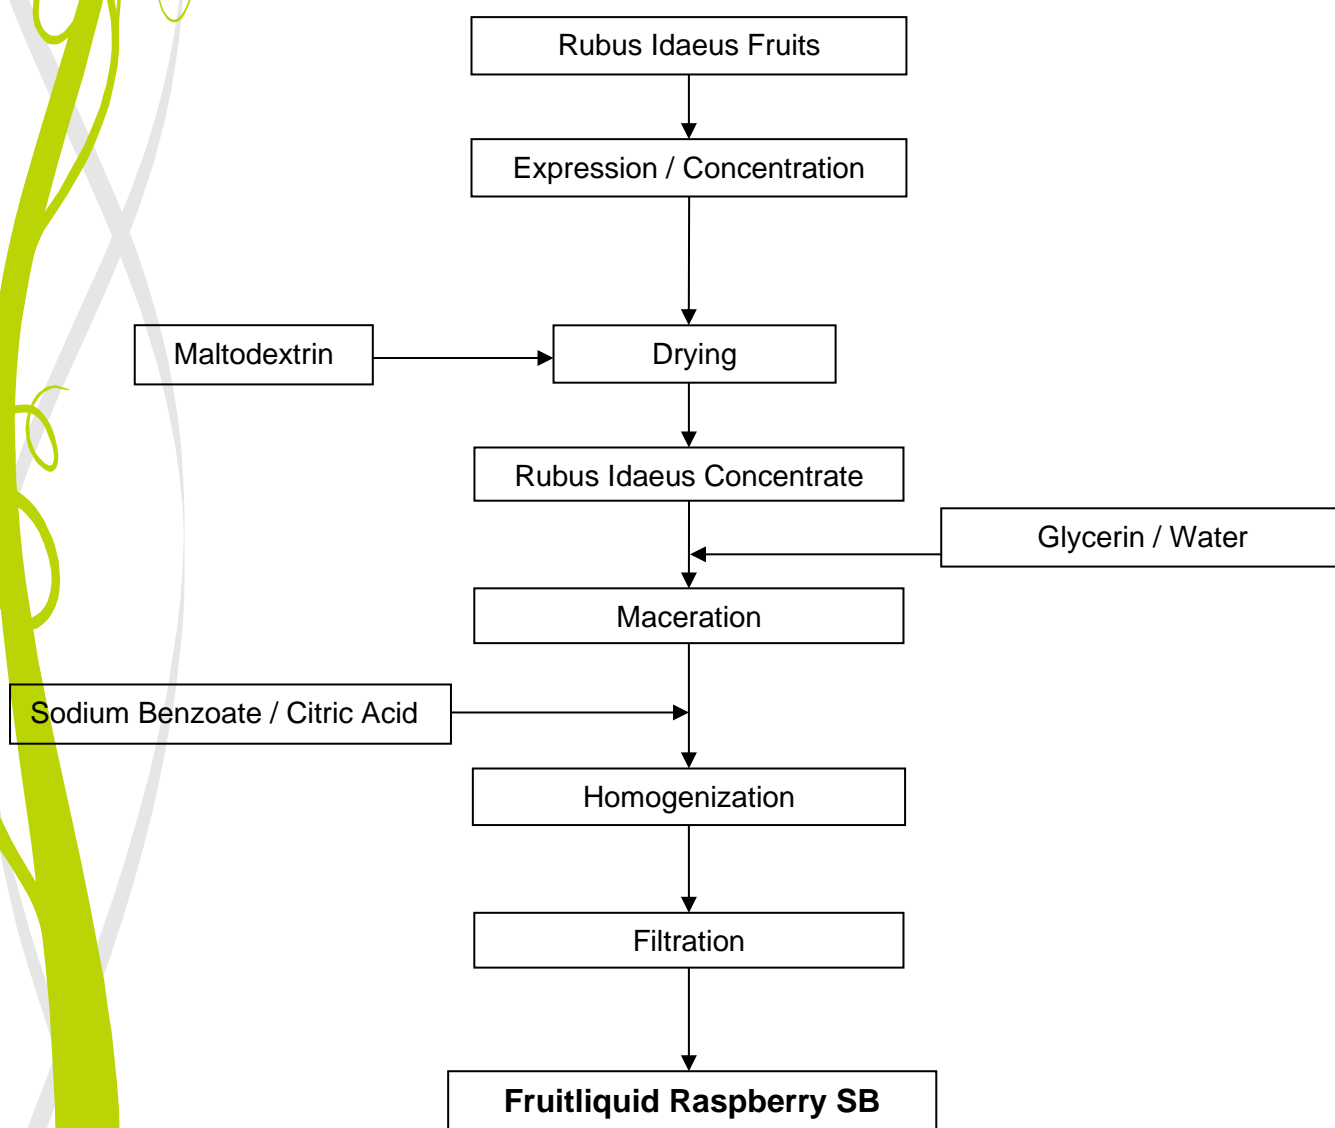 Rubus Idaeus Fruits
Expression / Concentration
Maltodextrin
Drying
Rubus Idaeus Concentrate
Glycerin / Water
Maceration
Sodium Benzoate / Citric Acid
Homogenization
Filtration
Fruitliquid Raspberry SB